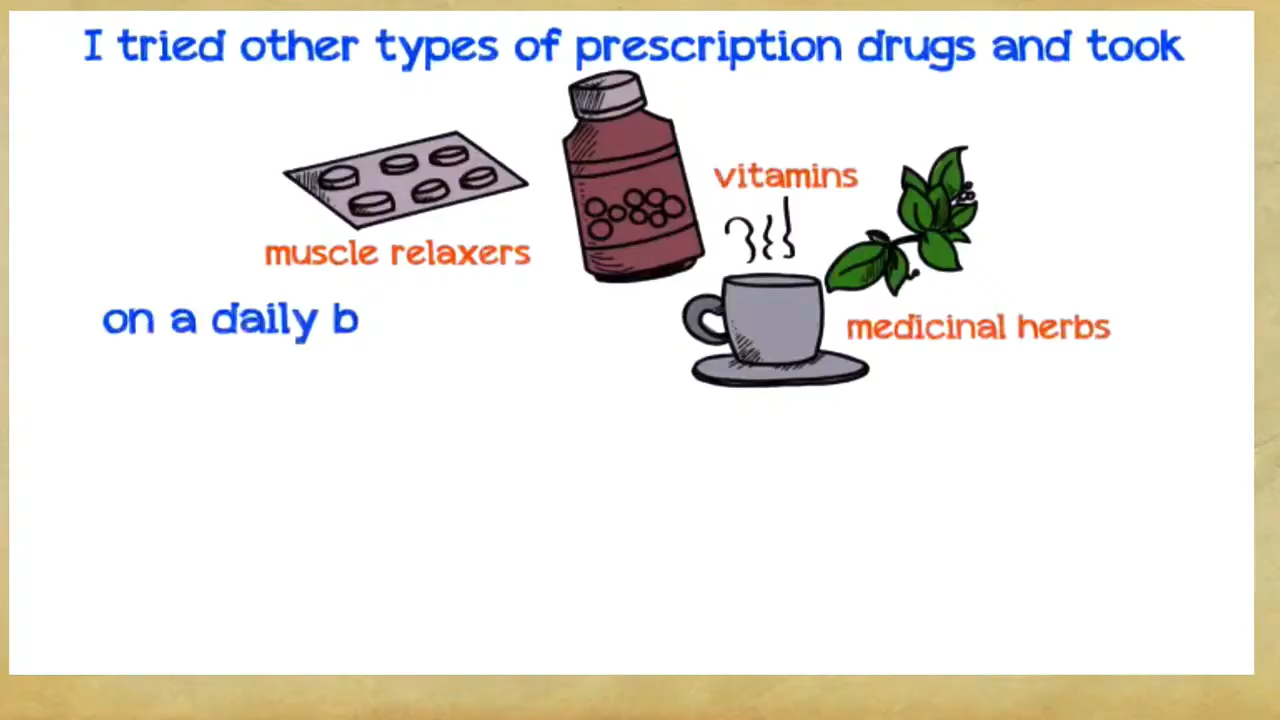 I tried other types of prescription drugs and took
vitamins
muscle relaxers
on a daily b
medicinal herbs